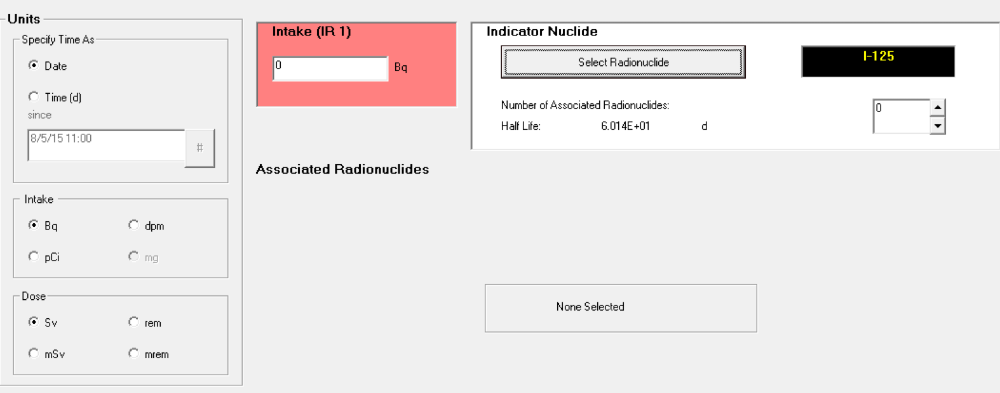 Units
Specify Time As
Date
Time (d)
since
8/5/15 11:00
#
Intake
Bq
dpm
pCi
mg
Dose
Sv
rem
mSv
mrem
Intake (IR 1)
0
Bq
Indicator Nuclide
Select Radionuclide
I-125
Number of Associated Radionuclides:
0
Half Life: 6.014E+01 d
Associated Radionuclides
None Selected